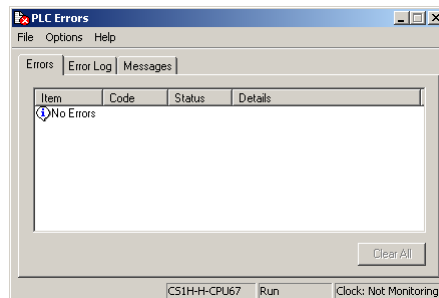 PLC Errors
File Options Help
Errors Error Log Messages
Item Code Status Details
No Errors
Clear All
CS1H-H-CPU67 Run Clock: Not Monitoring